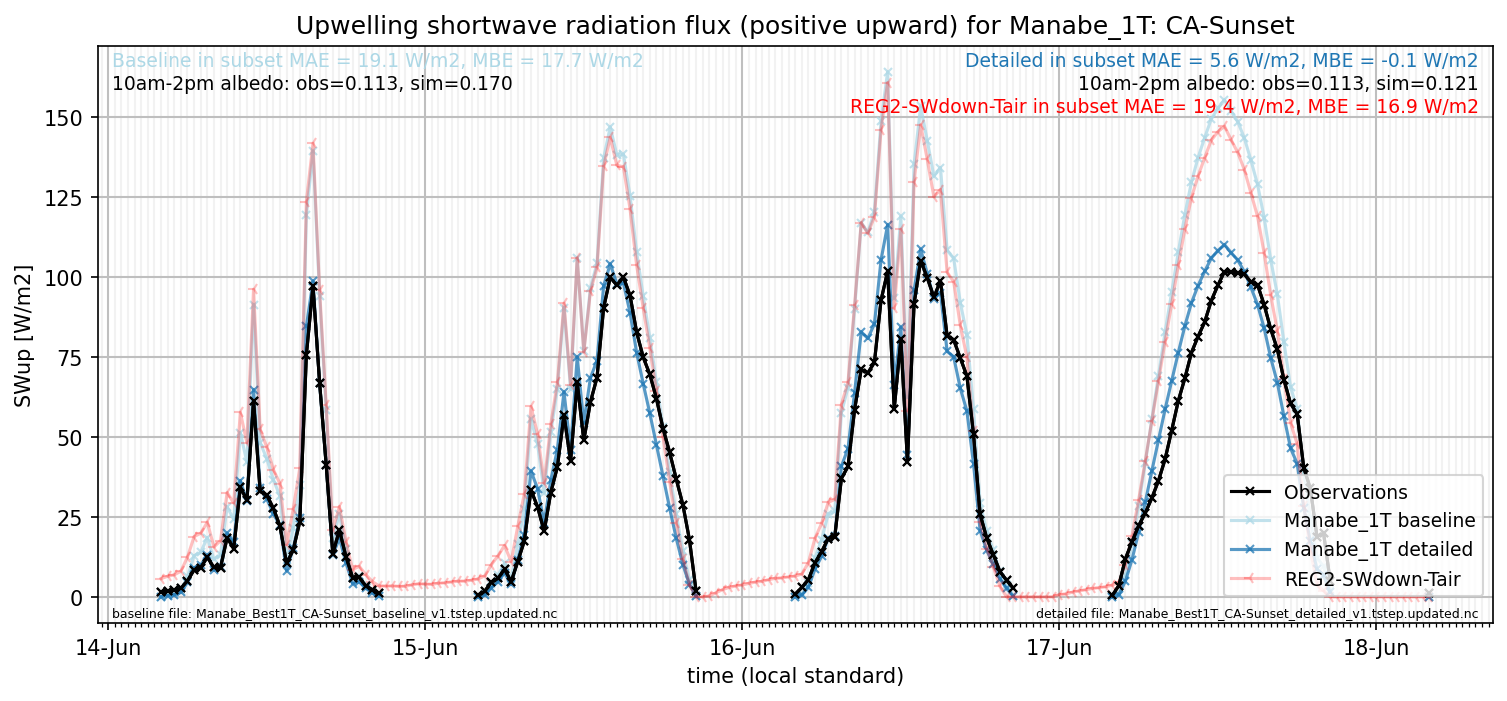 Upwelling shortwave radiation flux (positive upward) for Manabe_1T: CA-Sunset
Baseline in subset MAE = 19.1 W/m2, MBE = 17.7 W/m2
10am-2pm albedo: obs=0.113, sim=0.170
Detailed in subset MAE = 5.6 W/m2, MBE = -0.1 W/m2
10am-2pm albedo: obs=0.113, sim=0.121
REG2-SWdown-Tair in subset MAE = 19.4 W/m2, MBE = 16.9 W/m2
SWup [W/m2]
150
125
100
75
50
25
0
Observations
Manabe_1T baseline
Manabe_1T detailed
REG2-SWdown-Tair
baseline file: Manabe_Best1T_CA-Sunset_baseline_v1.tstep.updated.nc
detailed file: Manabe_Best1T_CA-Sunset_detailed_v1.tstep.updated.nc
14-Jun
15-Jun
16-Jun
17-Jun
18-Jun
time (local standard)